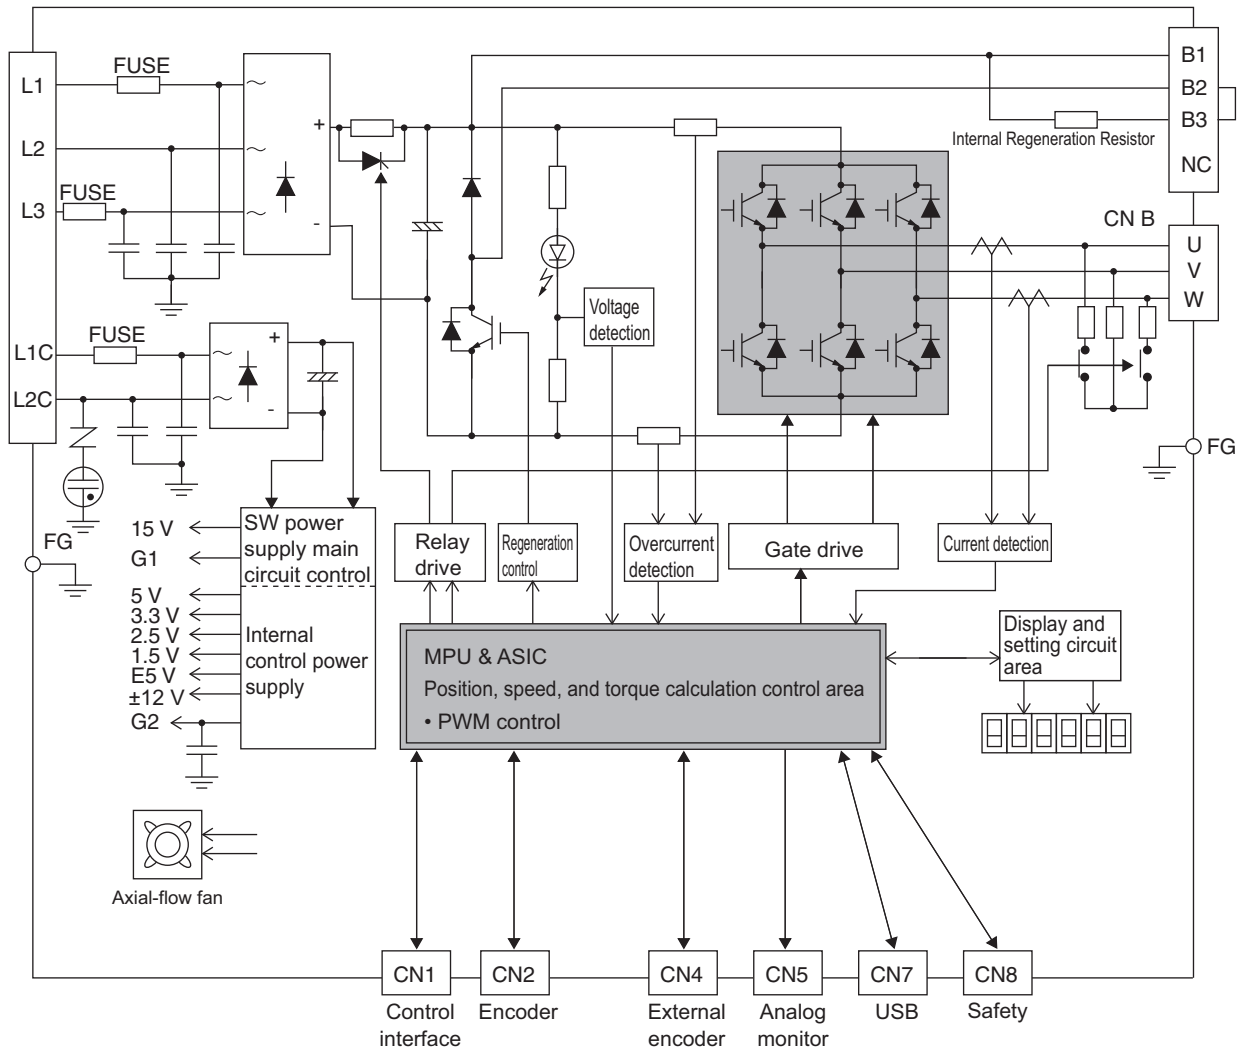 L1
FUSE
L2
FUSE
L3
+
-
L1C
FUSE
L2C
+
-
B1
B2
B3
Internal Regeneration Resistor
NC
CN B
U
V
W
Voltage
detection
FG
FG
15 V
G1
5 V
3.3 V
2.5 V
1.5 V
E5 V
±12 V
G2
SW power
supply main
circuit control
Internal
control power
supply
Relay
drive
Regeneration
control
Overcurrent
detection
Gate drive
Current detection
MPU & ASIC
Position, speed, and torque calculation control area
• PWM control
Display and
setting circuit
area
Axial-flow fan
CN1
Control
interface
CN2
Encoder
CN4
External
encoder
CN5
Analog
monitor
CN7
USB
CN8
Safety